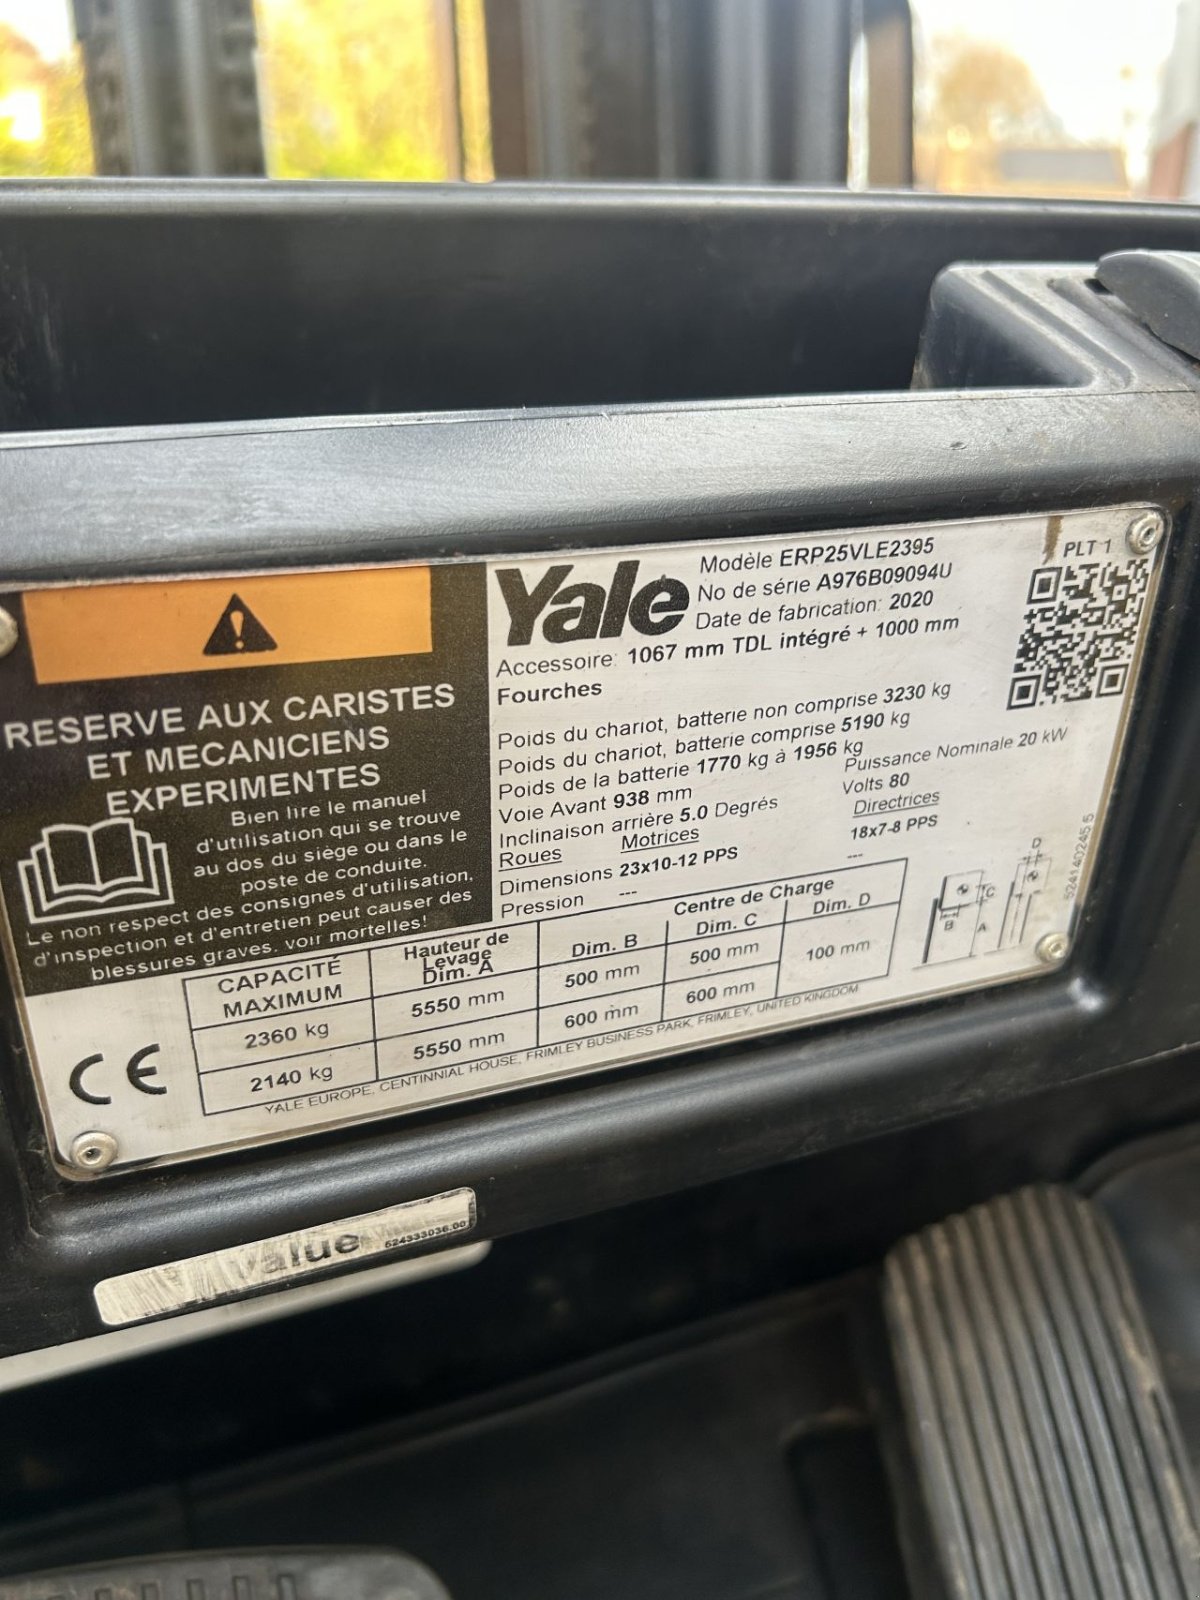 RESERVE AUX CARISTES
ET MECANICIENS
EXPERIMENTES
Bien lire le manuel
d'utilisation qui se trouve
au dos du siège ou dans le
poste de conduite.
Le non respect des consignes d'utilisation,
d'inspection et d'entretien peut causer des
blessures graves. voir mortelles!
Yale
Modèle ERP25VLE2395
No de série A976B09094U
Date de fabrication: 2020
PLT 1
Accessoire: 1067 mm TDL intégré + 1000 mm
Fourches
Poids du chariot, batterie non comprise 3230 kg
Poids du chariot, batterie comprise 5190 kg
Poids de la batterie 1770 kg à 1956 kg
Voie Avant 938 mm
Puissance Nominale 20 kW
Inclinaison arrière 5.0 Degrés
Volts 80
Roues Motrices Directrices
Dimensions 23x10-12 PPS 18x7-8 PPS
Pression --- ---
CAPACITÉ MAXIMUM
Hauteur de Levage Dim. A
Centre de Charge
Dim. B Dim. C Dim. D
2360 kg 5550 mm 500 mm 500 mm 100 mm
2140 kg 5550 mm 600 mm 600 mm
YALE EUROPE, CENTINNIAL HOUSE, FRIMLEY BUSINESS PARK, FRIMLEY, UNITED KINGDOM
CE
B
C
A
D
524140245.5
Value 524333036.00